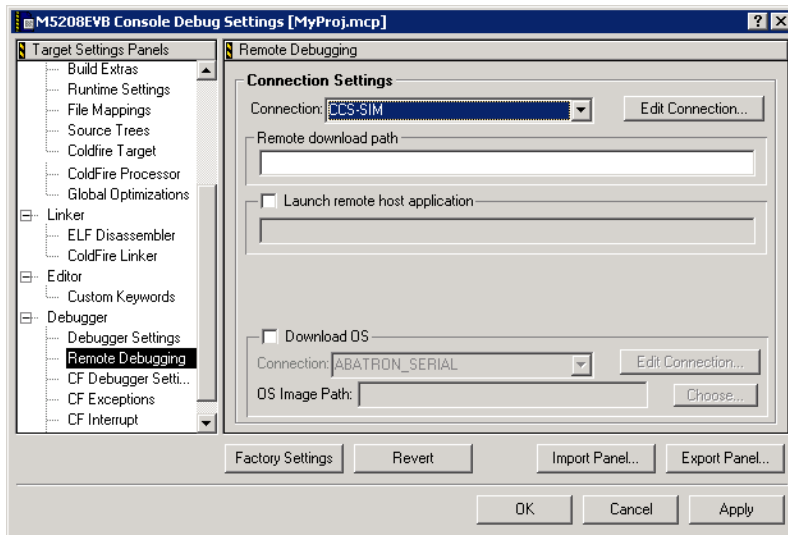 M5208EVB Console Debug Settings [MyProj.mcp]
Target Settings Panels
Build Extras
Runtime Settings
File Mappings
Source Trees
Coldfire Target
ColdFire Processor
Global Optimizations
Linker
ELF Disassembler
ColdFire Linker
Editor
Custom Keywords
Debugger
Debugger Settings
Remote Debugging
CF Debugger Setti...
CF Exceptions
CF Interrupt
Remote Debugging
Connection Settings
Connection: CCS-SIM Edit Connection...
Remote download path
Launch remote host application
Download OS
Connection: ABATRON_SERIAL Edit Connection...
OS Image Path: Choose...
Factory Settings Revert Import Panel... Export Panel...
OK Cancel Apply